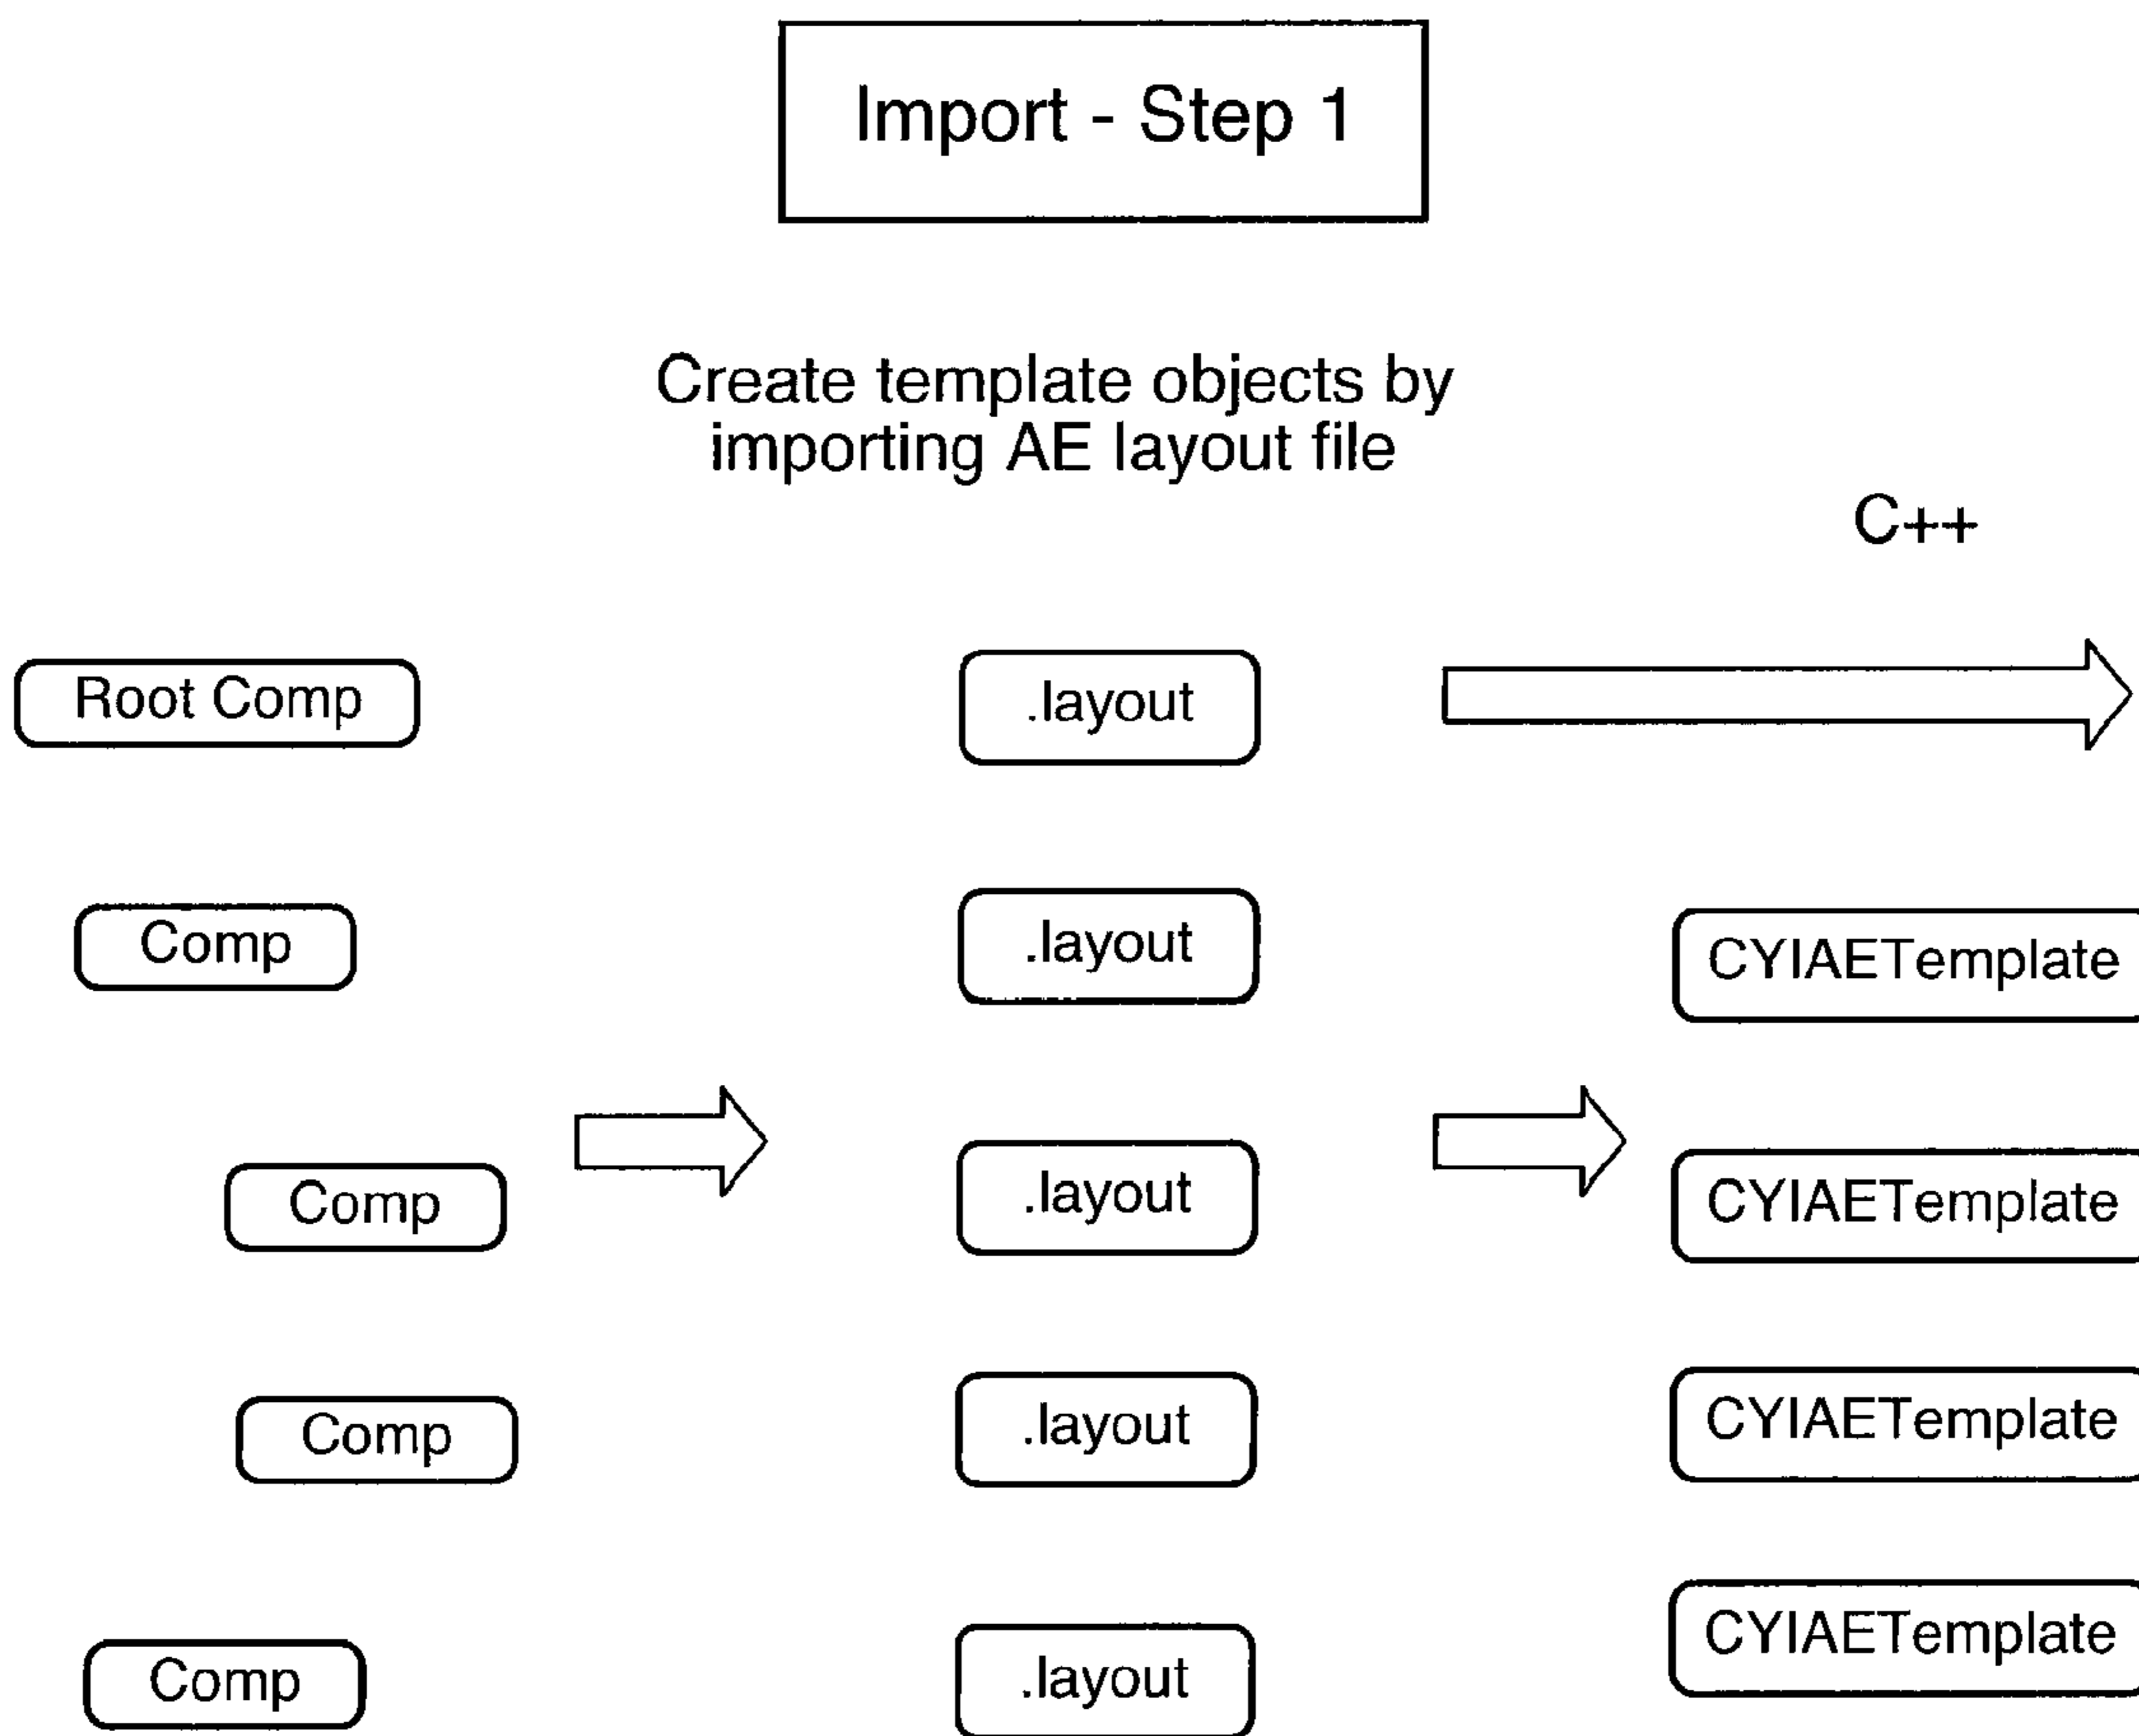 Import - Step 1
Create template objects by
importing AE layout file
C++
Root Comp
.layout
Comp
.layout
CYIAETemplate
Comp
.layout
CYIAETemplate
Comp
.layout
CYIAETemplate
Comp
.layout
CYIAETemplate